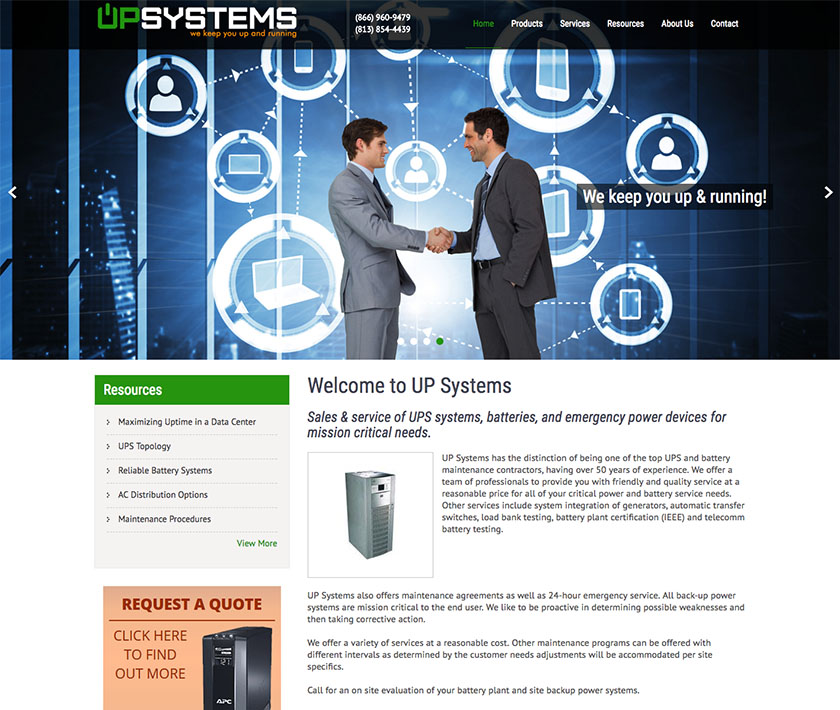 UPSYSTEMS
we keep you up and running
(866) 960-9479
(813) 854-4439
Home Products Services Resources About Us Contact
We keep you up & running!
Resources
Maximizing Uptime in a Data Center
UPS Topology
Reliable Battery Systems
AC Distribution Options
Maintenance Procedures
View More
REQUEST A QUOTE
CLICK HERE
TO FIND
OUT MORE
APC
Welcome to UP Systems
Sales & service of UPS systems, batteries, and emergency power devices for
mission critical needs.
UP Systems has the distinction of being one of the top UPS and battery
maintenance contractors, having over 50 years of experience. We offer a
team of professionals to provide you with friendly and quality service at a
reasonable price for all of your critical power and battery service needs.
Other services include system integration of generators, automatic transfer
switches, load bank testing, battery plant certification (IEEE) and telecomm
battery testing.
UP Systems also offers maintenance agreements as well as 24-hour emergency service. All back-up power
systems are mission critical to the end user. We like to be proactive in determining possible weaknesses and
then taking corrective action.
We offer a variety of services at a reasonable cost. Other maintenance programs can be offered with
different intervals as determined by the customer needs adjustments will be accommodated per site
specifics.
Call for an on site evaluation of your battery plant and site backup power systems.